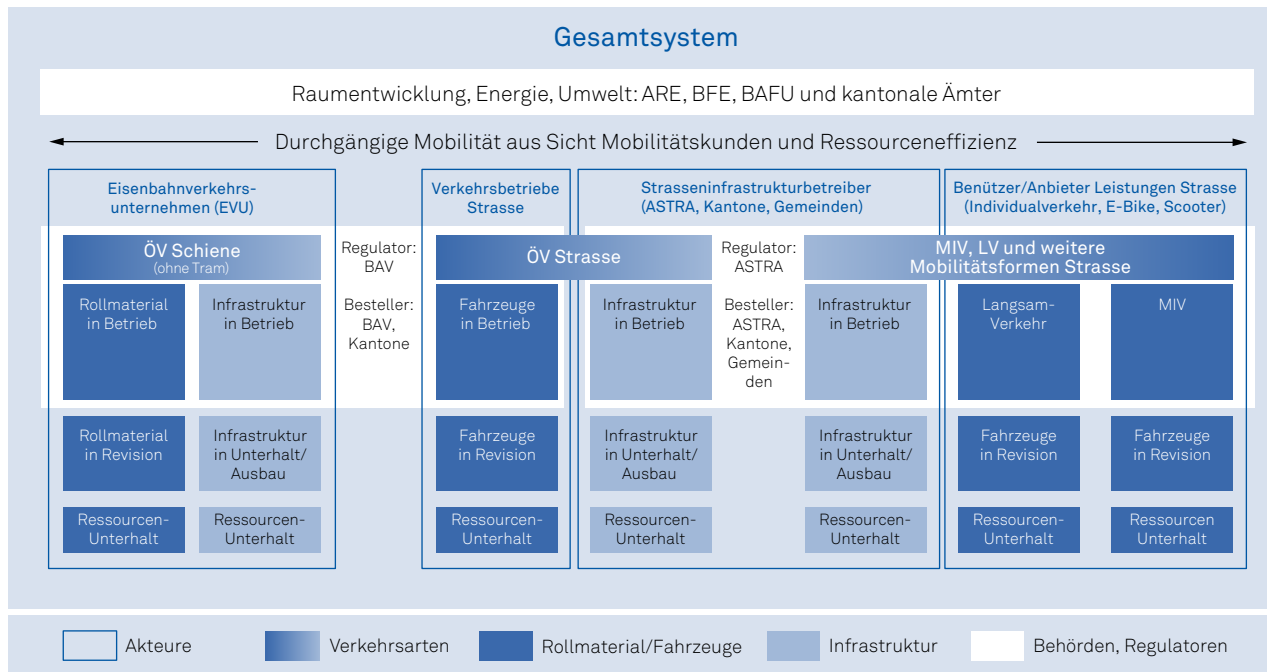 Gesamtsystem
Raumentwicklung, Energie, Umwelt: ARE, BFE, BAFU und kantonale Ämter
Durchgängige Mobilität aus Sicht Mobilitätskunden und Ressourceneffizienz
Eisenbahnverkehrs-
unternehmen (EVU)
Verkehrsbetriebe
Strasse
Strasseninfrastrukturbetreiber
(ASTRA, Kantone, Gemeinden)
Benützer/Anbieter Leistungen Strasse
(Individualverkehr, E-Bike, Scooter)
ÖV Schiene
(ohne Tram)
Regulator:
BAV
ÖV Strasse
Regulator:
ASTRA
MIV, LV und weitere
Mobilitätsformen Strasse
Rollmaterial
in Betrieb
Infrastruktur
in Betrieb
Besteller:
BAV,
Kantone
Fahrzeuge
in Betrieb
Infrastruktur
in Betrieb
Besteller:
ASTRA,
Kantone,
Gemein-
den
Infrastruktur
in Betrieb
Langsam-
Verkehr
MIV
Rollmaterial
in Revision
Infrastruktur
in Unterhalt/
Ausbau
Fahrzeuge
in Revision
Infrastruktur
in Unterhalt/
Ausbau
Infrastruktur
in Unterhalt/
Ausbau
Fahrzeuge
in Revision
Fahrzeuge
in Revision
Ressourcen-
Unterhalt
Ressourcen-
Unterhalt
Ressourcen-
Unterhalt
Ressourcen-
Unterhalt
Ressourcen-
Unterhalt
Ressourcen-
Unterhalt
Ressourcen
Unterhalt
Akteure
Verkehrsarten
Rollmaterial/Fahrzeuge
Infrastruktur
Behörden, Regulatoren